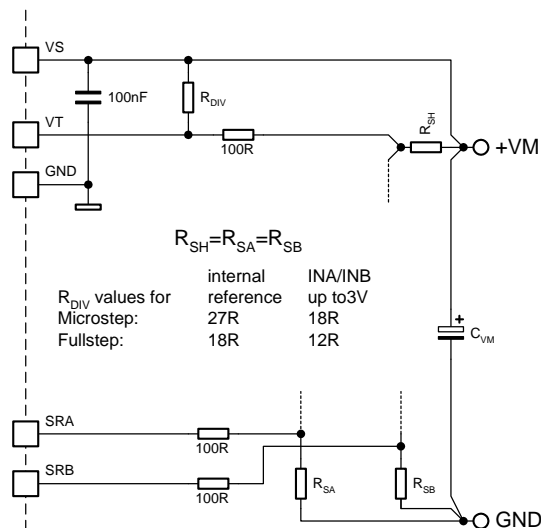 VS
100nF
R_DIV
VT
100R
R_SH
+VM
GND
R_SH=R_SA=R_SB
internal INA/INB
R_DIV values for reference up to3V
Microstep: 27R 18R
Fullstep: 18R 12R
+
C_VM
SRA
100R
SRB
100R
R_SA
R_SB
GND